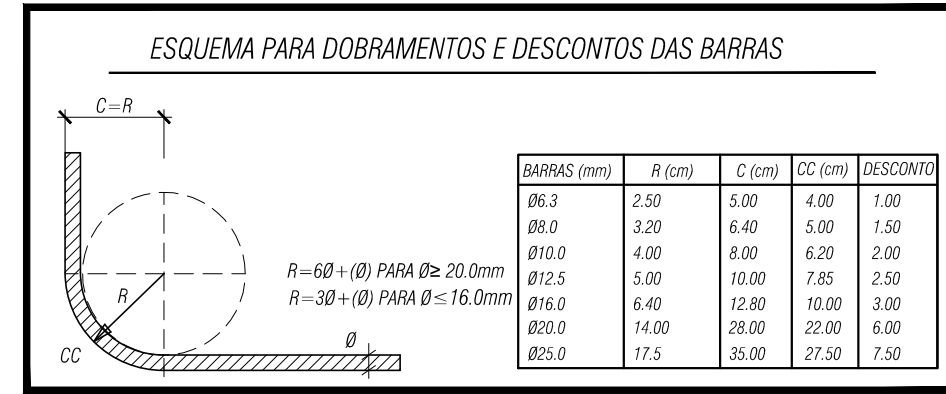 ESQUEMA PARA DOBRAMENTOS E DESCONTOS DAS BARRAS
C=R
R
CC
Ø
R=6Ø+(Ø) PARA Ø≥ 20.0mm
R=3Ø+(Ø) PARA Ø≤16.0mm
BARRAS (mm) R (cm) C (cm) CC (cm) DESCONTO
Ø6.3 2.50 5.00 4.00 1.00
Ø8.0 3.20 6.40 5.00 1.50
Ø10.0 4.00 8.00 6.20 2.00
Ø12.5 5.00 10.00 7.85 2.50
Ø16.0 6.40 12.80 10.00 3.00
Ø20.0 14.00 28.00 22.00 6.00
Ø25.0 17.5 35.00 27.50 7.50